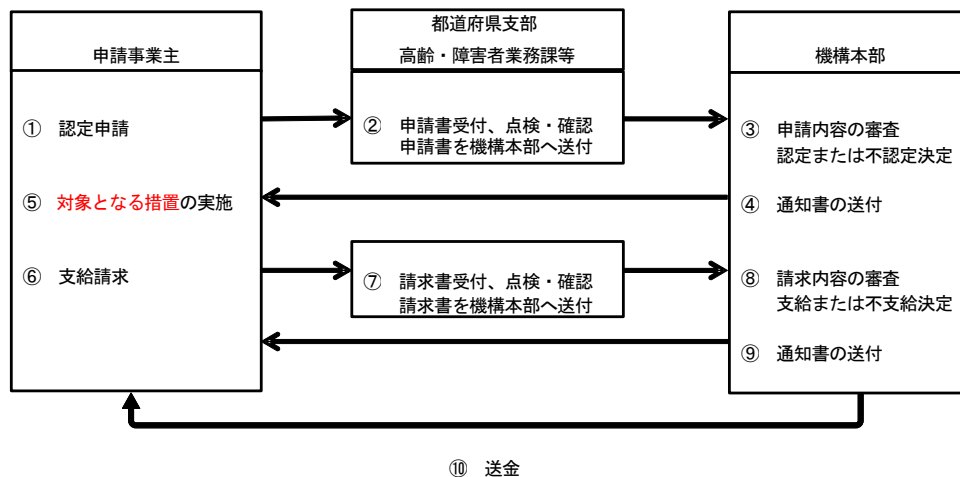 申請事業主
① 認定申請
⑤ 対象となる措置の実施
⑥ 支給請求
都道府県支部
高齢・障害者業務課等
② 申請書受付、点検・確認
申請書を機構本部へ送付
⑦ 請求書受付、点検・確認
請求書を機構本部へ送付
機構本部
③ 申請内容の審査
認定または不認定決定
④ 通知書の送付
⑧ 請求内容の審査
支給または不支給決定
⑨ 通知書の送付
⑩ 送金